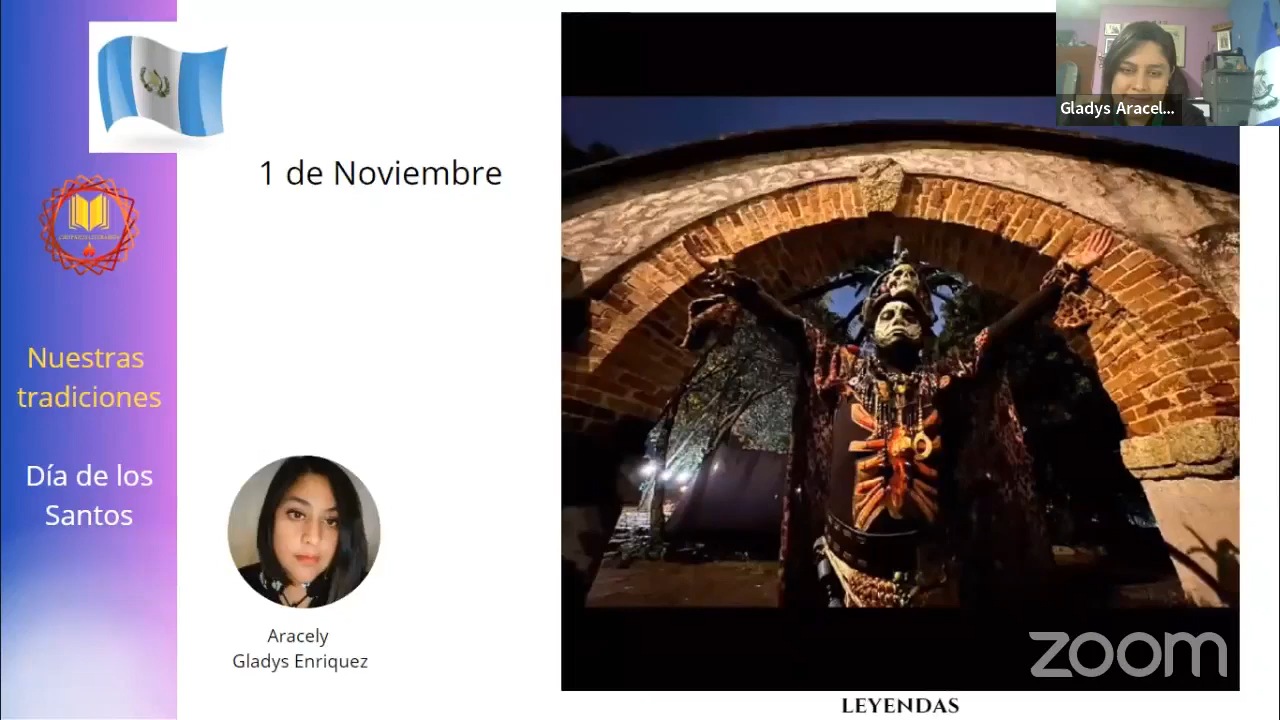 1 de Noviembre
Gladys Aracel...
Nuestras
tradiciones
Día de los
Santos
Aracely
Gladys Enriquez
zoom
LEYENDAS